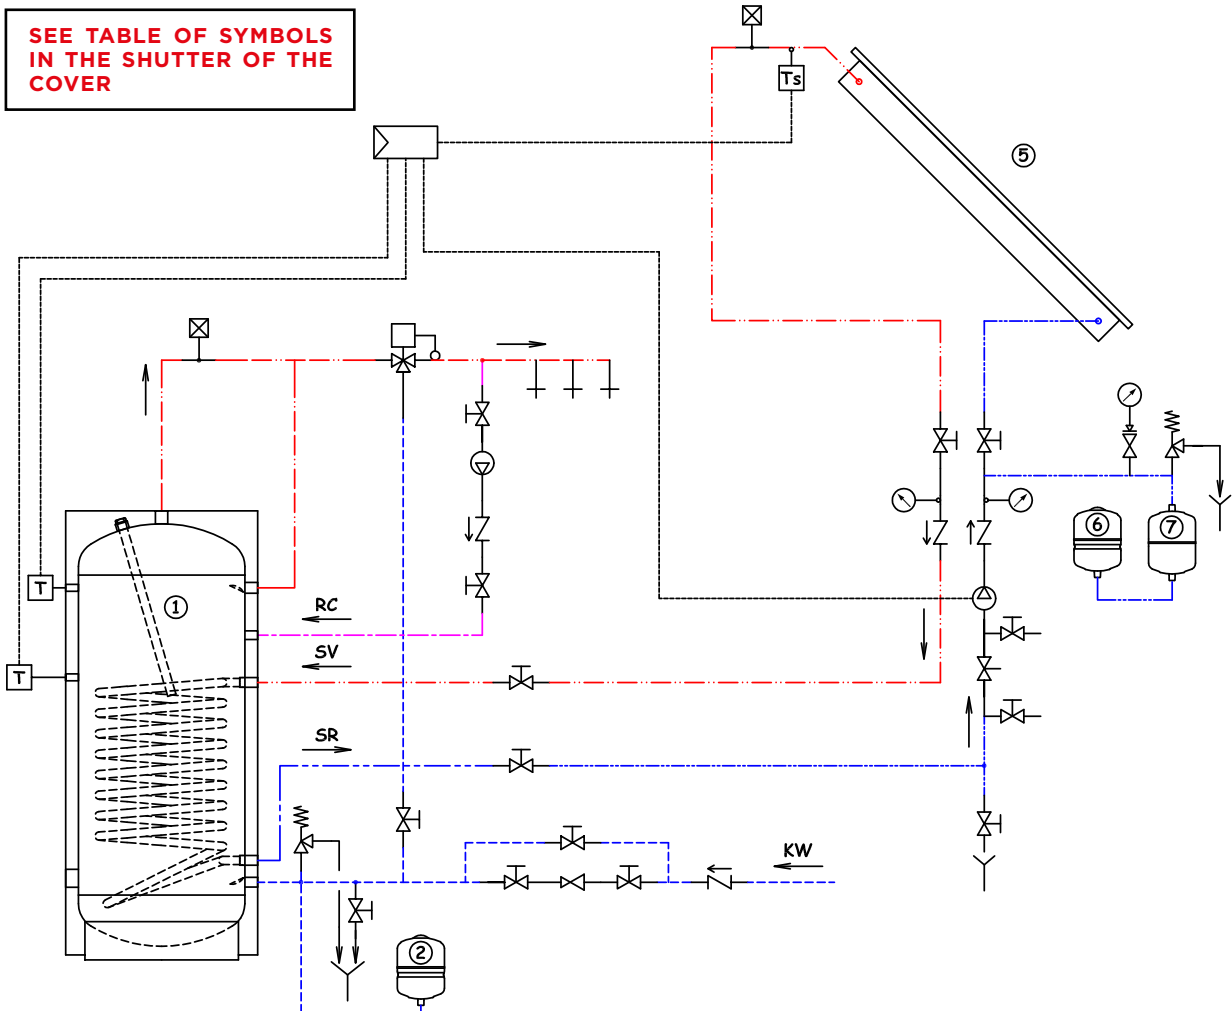 SEE TABLE OF SYMBOLS
IN THE SHUTTER OF THE
COVER
Ts
5
6
7
T
1
RC
SV
T
SR
KW
2